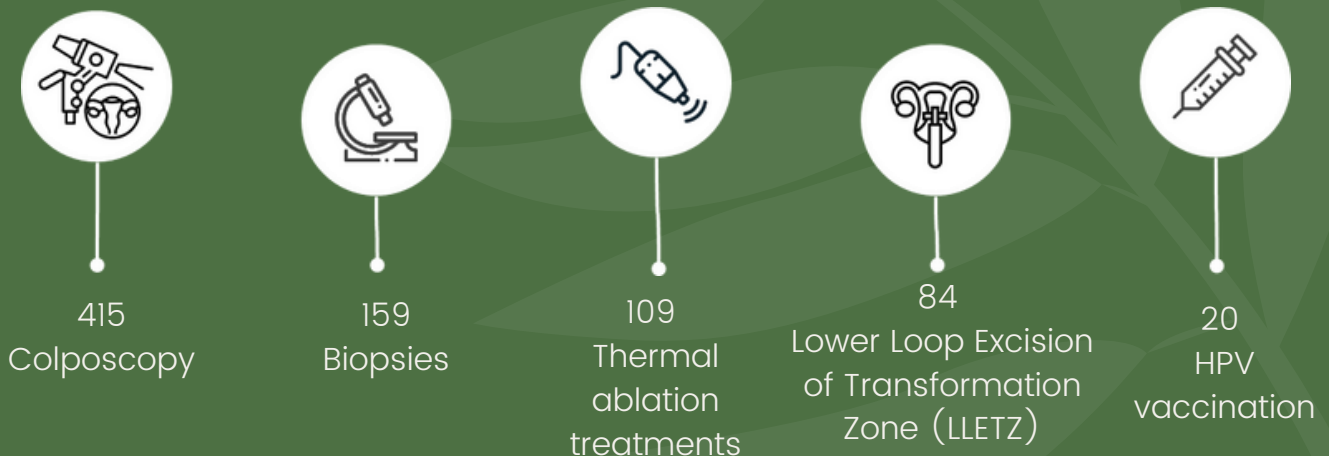 415
Colposcopy
159
Biopsies
109
Thermal
ablation
treatments
84
Lower Loop Excision
of Transformation
Zone (LLETZ)
20
HPV
vaccination